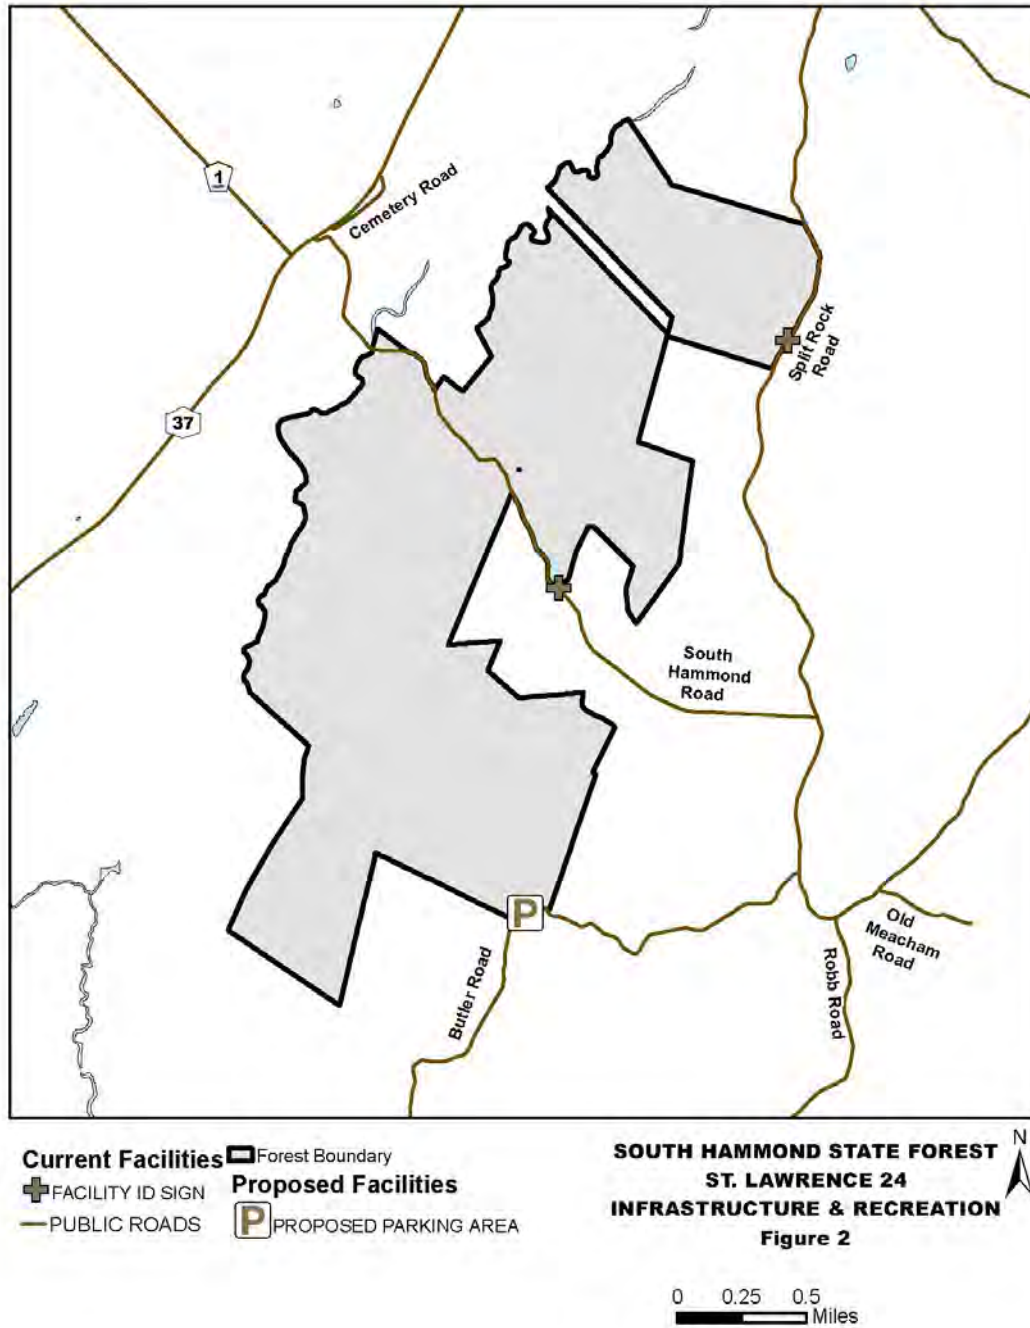 1
Cemetery Road
37
Split Rock
Road
South
Hammond
Road
Old
Meacham
Road
Robb Road
Butler Road
P
Current Facilities
FACILITY ID SIGN
PUBLIC ROADS
Forest Boundary
Proposed Facilities
P PROPOSED PARKING AREA
SOUTH HAMMOND STATE FOREST
ST. LAWRENCE 24
INFRASTRUCTURE & RECREATION
Figure 2
N
0 0.25 0.5
Miles